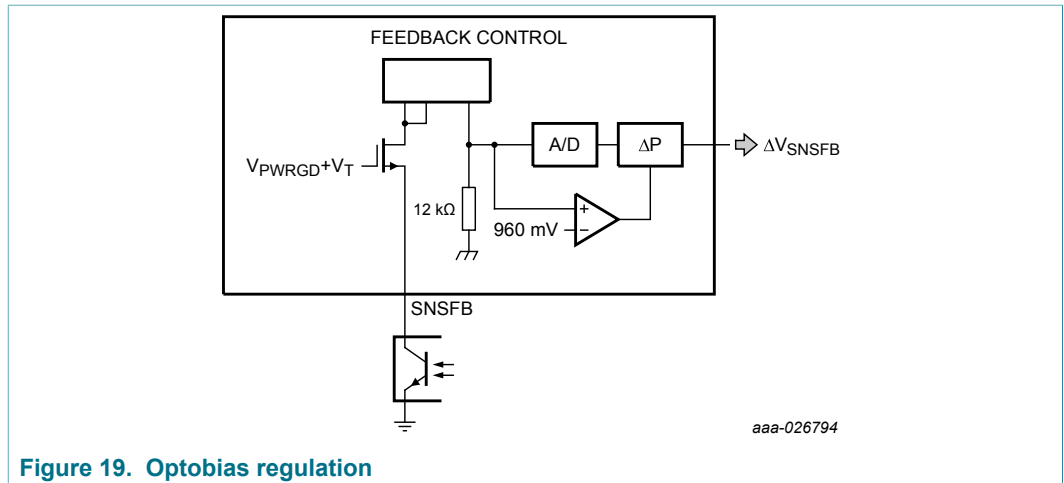 FEEDBACK CONTROL
A/D
ΔP
ΔVSNSFB
VPWRGD+VT
12 kΩ
+
960 mV
−
SNSFB
aaa-026794
Figure 19. Optobias regulation